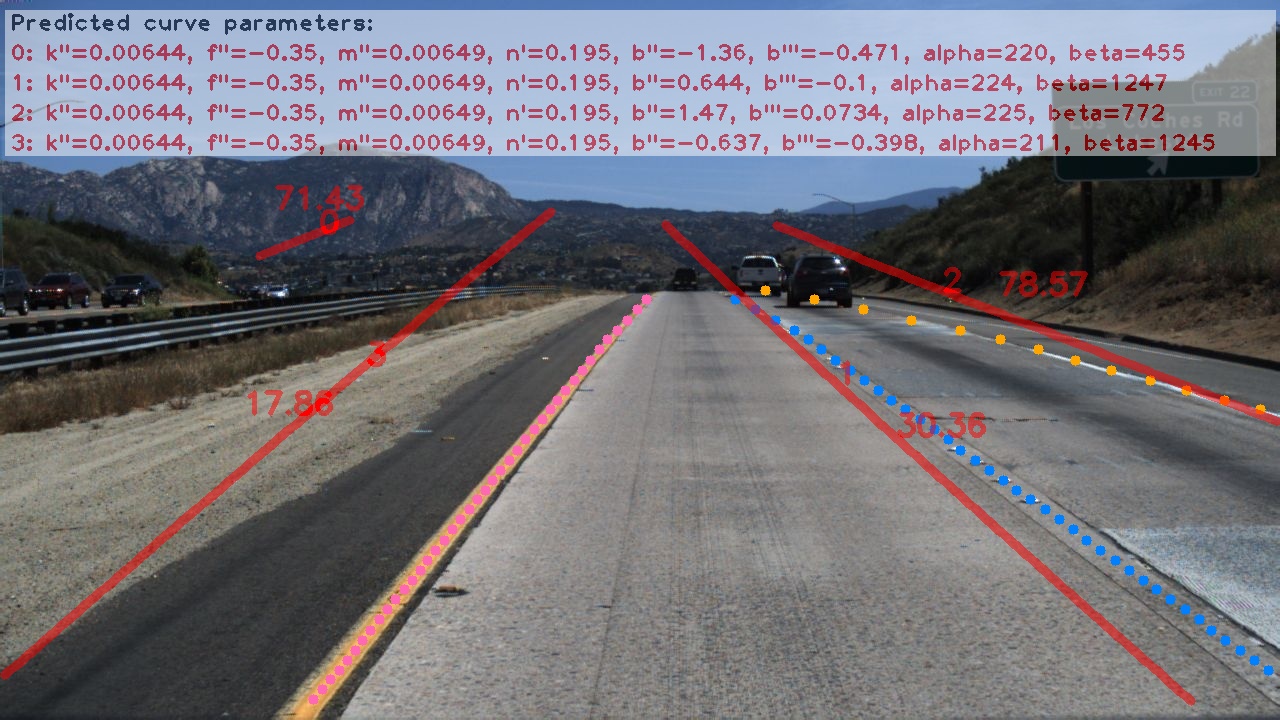 Predicted curve parameters:
0: k''=0.00644, f''=−0.35, m''=0.00649, n'=0.195, b''=−1.36, b'''=−0.471, alpha=220, beta=455
1: k''=0.00644, f''=−0.35, m''=0.00649, n'=0.195, b''=0.644, b'''=−0.1, alpha=224, beta=1247
2: k''=0.00644, f''=−0.35, m''=0.00649, n'=0.195, b''=1.47, b'''=0.0734, alpha=225, beta=772
3: k''=0.00644, f''=−0.35, m''=0.00649, n'=0.195, b''=−0.637, b'''=−0.398, alpha=211, beta=1245
EXIT 22
Los Coches Rd
71.43
0
2 78.57
3
1
17.86
30.36